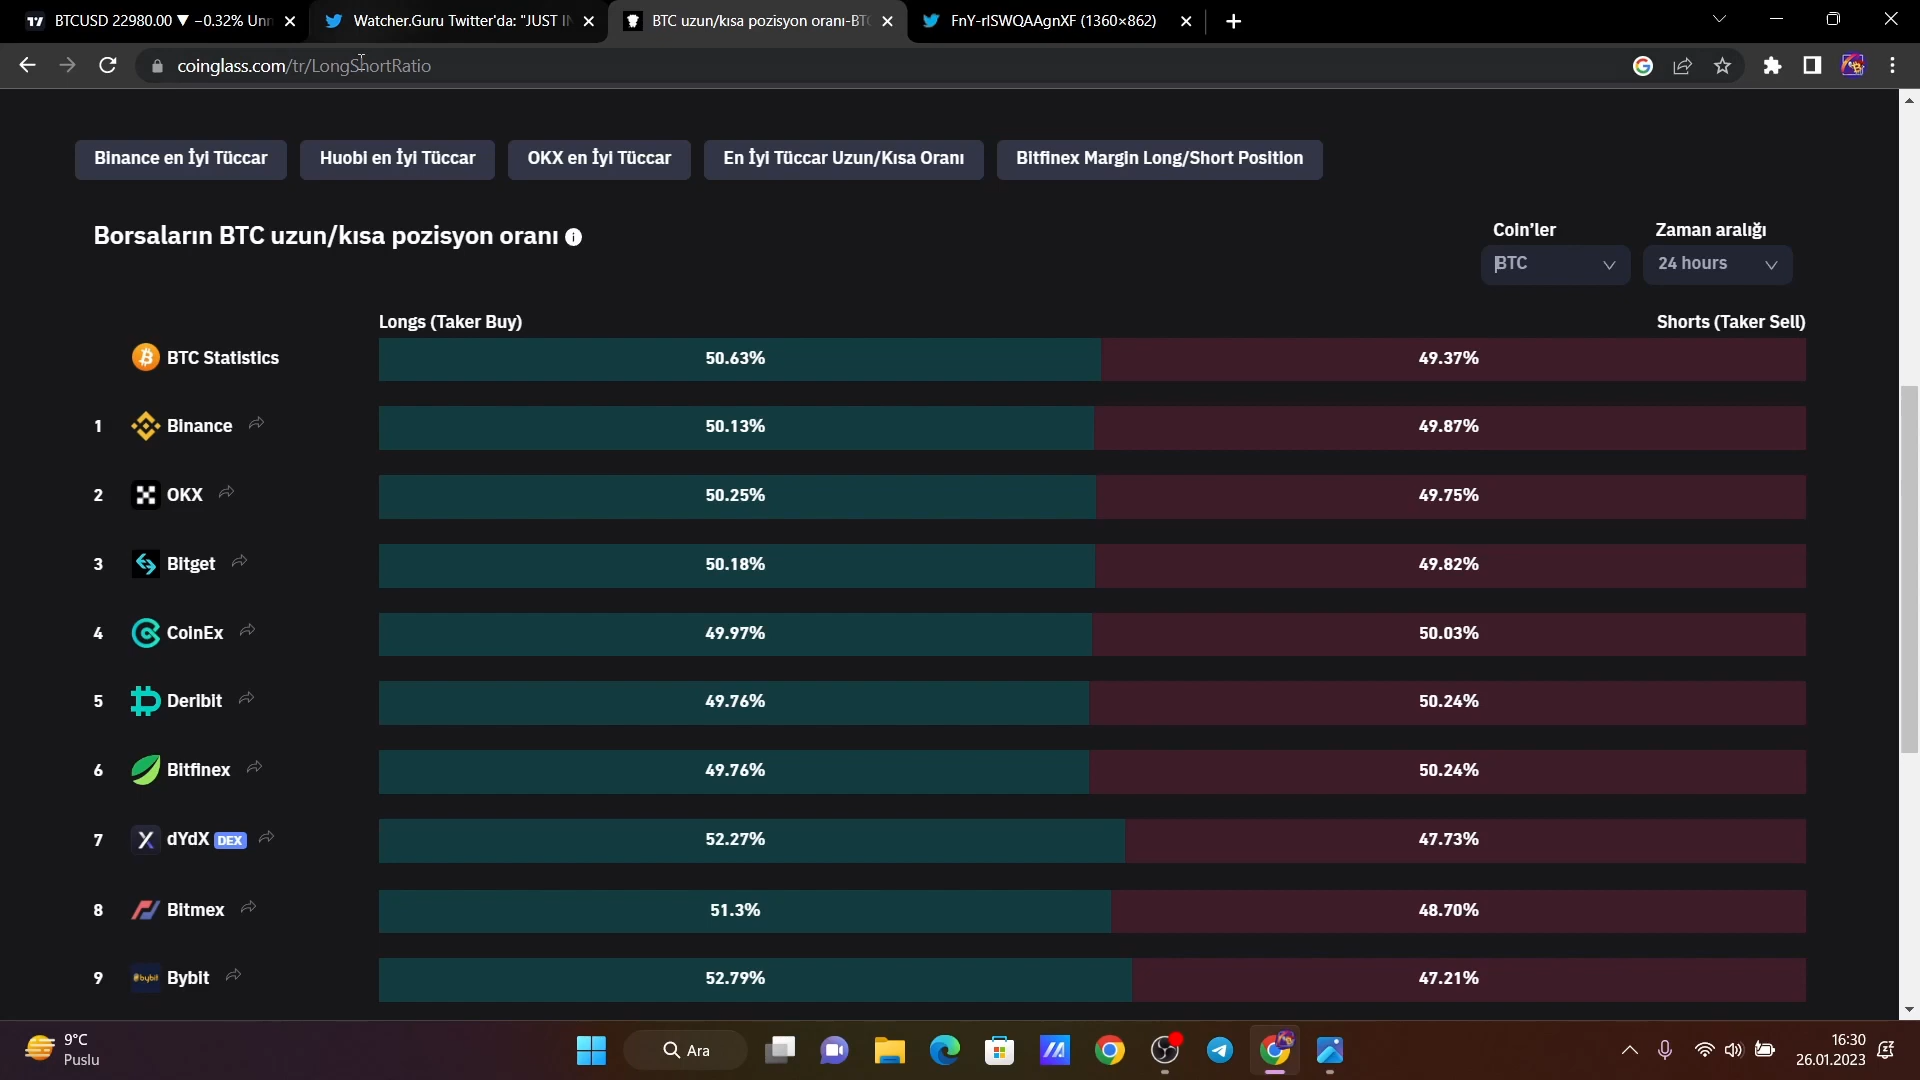 BTCUSD 22980.00 ▼ −0.32% Unn
Watcher.Guru Twitter'da: "JUST IN
BTC uzun/kısa pozisyon oranı-BTC
FnY-rISWQAAgnXF (1360×862)
coinglass.com/tr/LongShortRatio
Binance en İyi Tüccar
Huobi en İyi Tüccar
OKX en İyi Tüccar
En İyi Tüccar Uzun/Kısa Oranı
Bitfinex Margin Long/Short Position
Borsaların BTC uzun/kısa pozisyon oranı
Coin'ler
Zaman aralığı
BTC
24 hours
Longs (Taker Buy)
Shorts (Taker Sell)
BTC Statistics 50.63% 49.37%
1 Binance 50.13% 49.87%
2 OKX 50.25% 49.75%
3 Bitget 50.18% 49.82%
4 CoinEx 49.97% 50.03%
5 Deribit 49.76% 50.24%
6 Bitfinex 49.76% 50.24%
7 dYdX DEX 52.27% 47.73%
8 Bitmex 51.3% 48.70%
9 Bybit 52.79% 47.21%
9°C
Puslu
Ara
16:30
26.01.2023